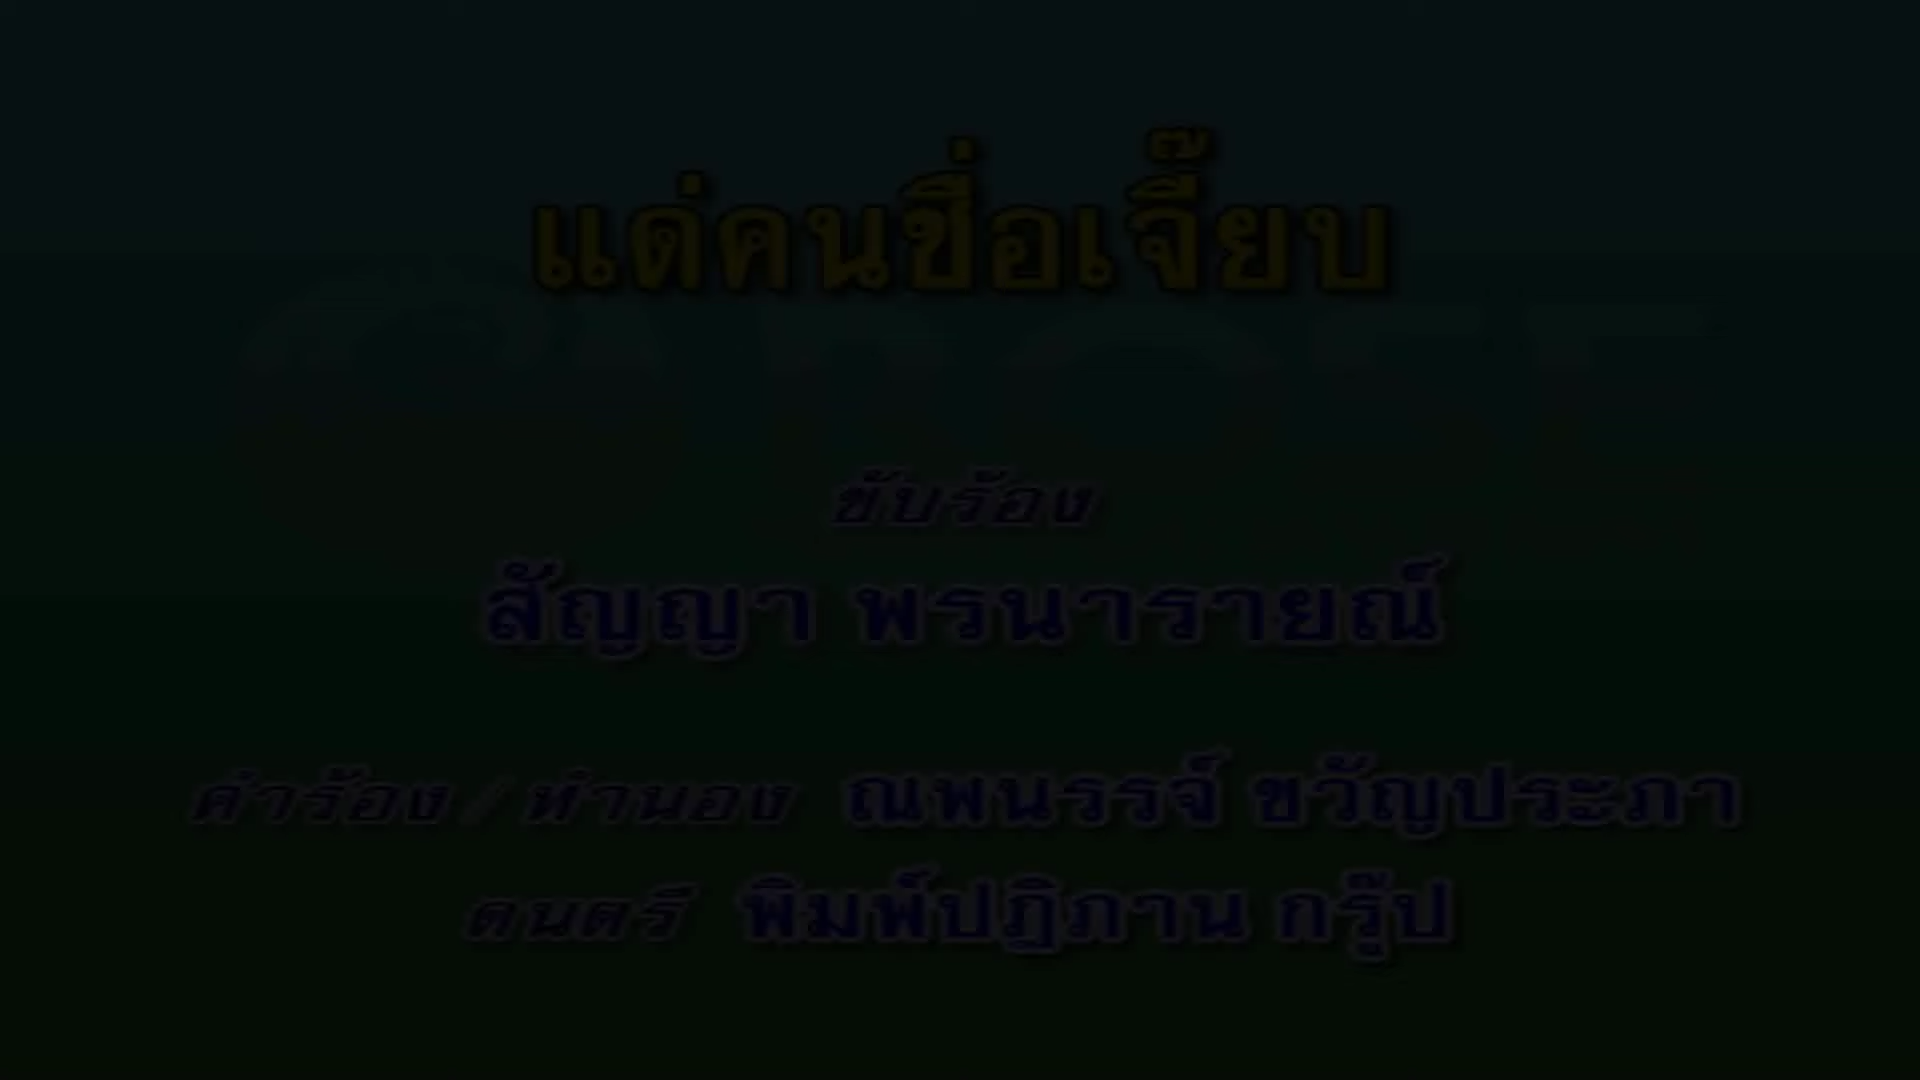 แด่คนชื่อเจี๊ยบ
ขับร้อง
สัญญา พรนารายณ์
คำร้อง / ทำนอง ณพนรรจ์ ขวัญประภา
ดนตรี พิมพ์ปฏิภาน กรุ๊ป